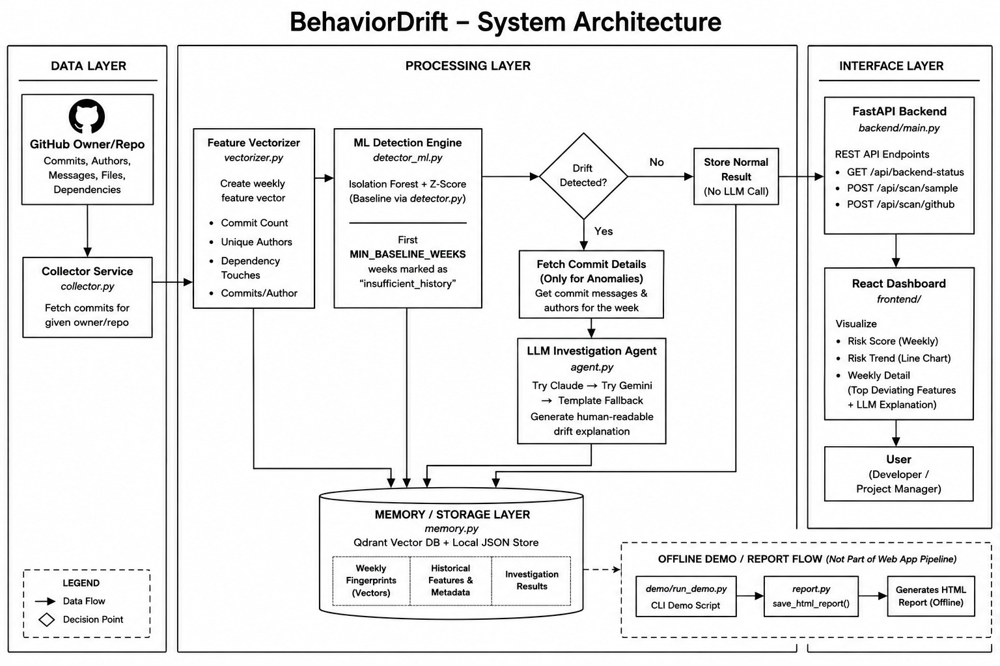 BehaviorDrift – System Architecture
DATA LAYER
GitHub Owner/Repo
Commits, Authors,
Messages, Files,
Dependencies
Collector Service
collector.py
Fetch commits for
given owner/repo
LEGEND
Data Flow
Decision Point
PROCESSING LAYER
Feature Vectorizer
vectorizer.py
Create weekly
feature vector
• Commit Count
• Unique Authors
• Dependency
Touches
• Commits/Author
ML Detection Engine
detector_ml.py
Isolation Forest + Z-Score
(Baseline via detector.py)
First
MIN_BASELINE_WEEKS
weeks marked as
“insufficient_history”
Drift
Detected?
No
Yes
Store Normal
Result
(No LLM Call)
Fetch Commit Details
(Only for Anomalies)
Get commit messages &
authors for the week
LLM Investigation Agent
agent.py
Try Claude → Try Gemini
→ Template Fallback
Generate human-readable
drift explanation
MEMORY / STORAGE LAYER
memory.py
Qdrant Vector DB + Local JSON Store
Weekly
Fingerprints
(Vectors)
Historical
Features &
Metadata
Investigation
Results
INTERFACE LAYER
FastAPI Backend
backend/main.py
REST API Endpoints
• GET /api/backend-status
• POST /api/scan/sample
• POST /api/scan/github
React Dashboard
frontend/
Visualize
• Risk Score (Weekly)
• Risk Trend (Line Chart)
• Weekly Detail
(Top Deviating Features
+ LLM Explanation)
User
(Developer /
Project Manager)
OFFLINE DEMO / REPORT FLOW (Not Part of Web App Pipeline)
demo/run_demo.py
CLI Demo Script
report.py
save_html_report()
Generates HTML
Report (Offline)